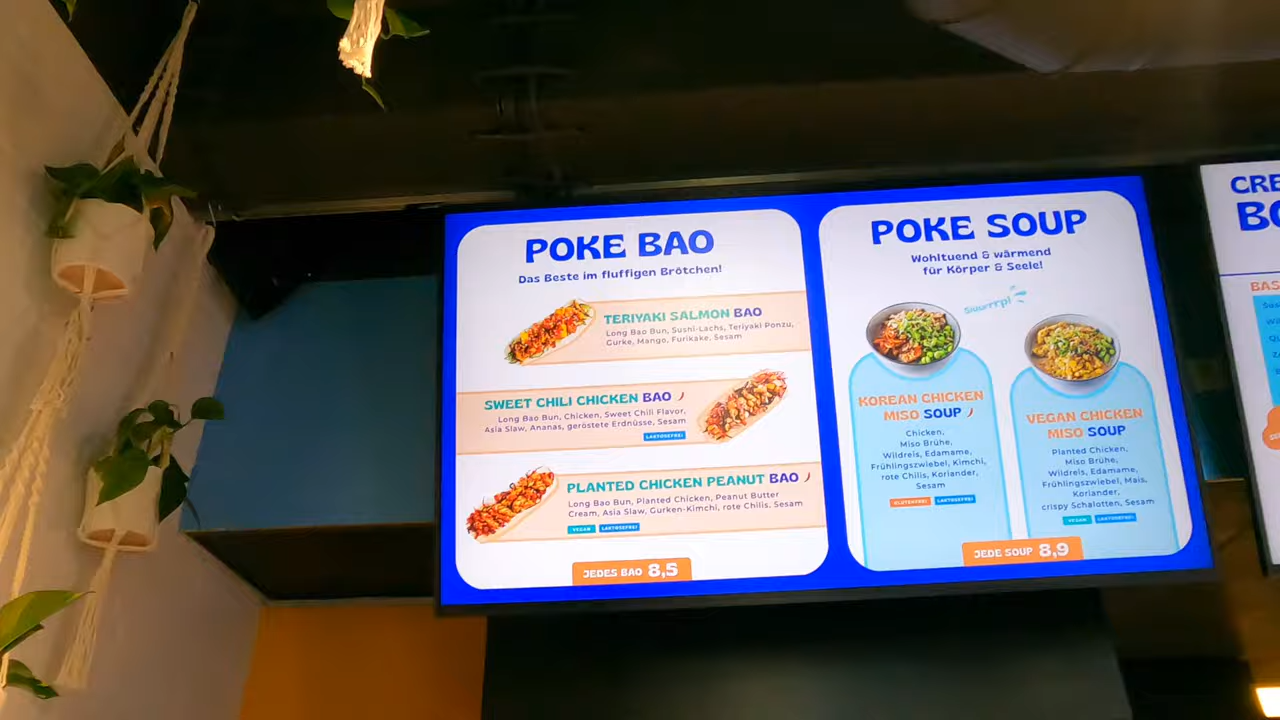 POKE BAO
Das Beste im fluffigen Brötchen!
TERIYAKI SALMON BAO
Long Bao Bun, Sushi-Lachs, Teriyaki Ponzu,
Gurke, Mango, Furikake, Sesam
SWEET CHILI CHICKEN BAO
Long Bao Bun, Chicken, Sweet Chili Flavor,
Asia Slaw, Ananas, geröstete Erdnüsse, Sesam
LAKTOSEFREI
PLANTED CHICKEN PEANUT BAO
Long Bao Bun, Planted Chicken, Peanut Butter
Cream, Asia Slaw, Gurken-Kimchi, rote Chilis, Sesam
VEGAN LAKTOSEFREI
JEDES BAO 8,5
POKE SOUP
Wohltuend & wärmend
für Körper & Seele!
Suurrrp!
KOREAN CHICKEN
MISO SOUP
Chicken,
Miso Brühe,
Wildreis, Edamame,
Frühlingszwiebel, Kimchi,
rote Chilis, Koriander,
Sesam
GLUTENFREI LAKTOSEFREI
VEGAN CHICKEN
MISO SOUP
Planted Chicken,
Miso Brühe,
Wildreis, Edamame,
Frühlingszwiebel, Mais,
Koriander,
crispy Schalotten, Sesam
VEGAN LAKTOSEFREI
JEDE SOUP 8,9
CRE
BO
BAS